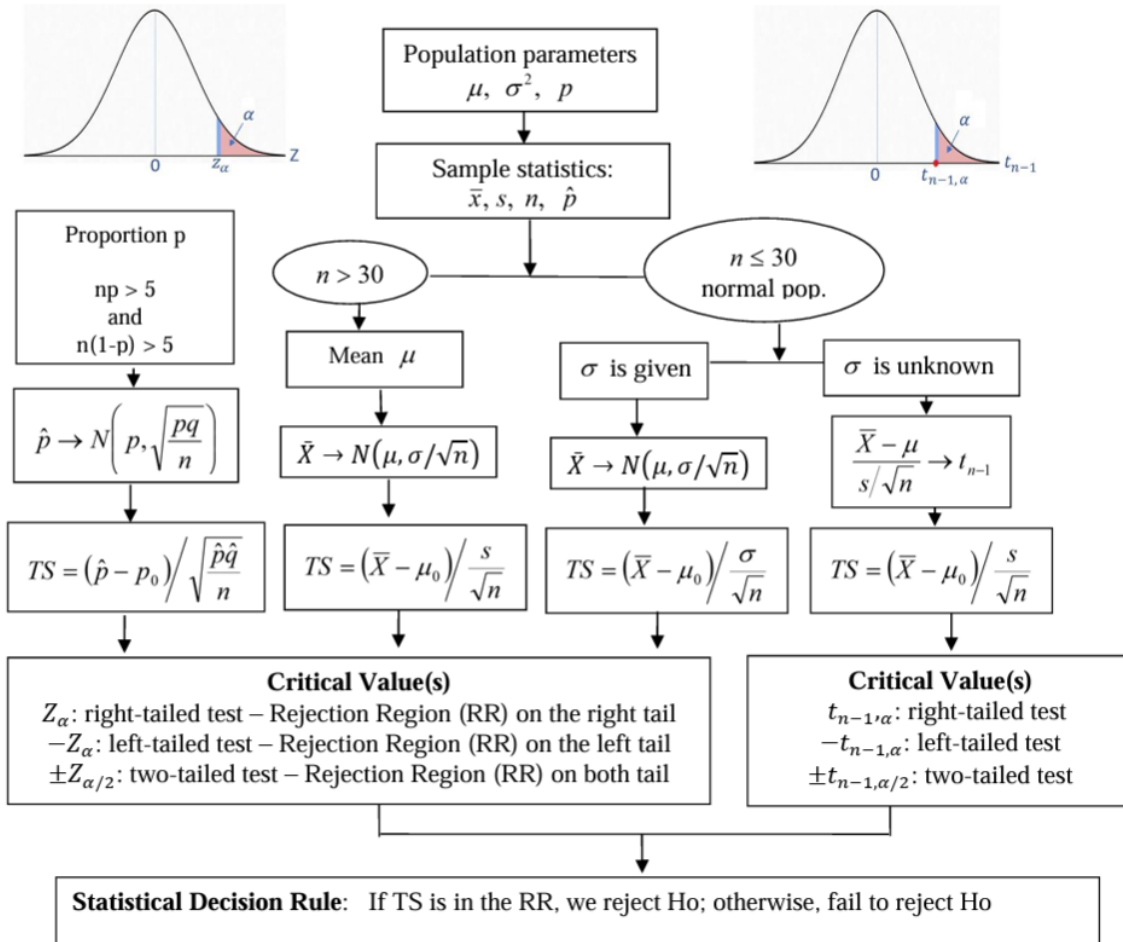 α
0
z_α
Z
Population parameters
μ, σ², p
α
0
t_{n−1,α}
t_{n−1}
Sample statistics:
x̄, s, n, p̂
Proportion p
np > 5
and
n(1-p) > 5
n > 30
n ≤ 30
normal pop.
Mean μ
σ is given
σ is unknown
p̂ → N(p, √(pq/n))
X̄ → N(μ, σ/√n)
X̄ → N(μ, σ/√n)
(X̄ − μ)/(s/√n) → t_{n−1}
TS = (p̂ − p₀)/√(p̂q̂/n)
TS = (X̄ − μ₀)/(s/√n)
TS = (X̄ − μ₀)/(σ/√n)
TS = (X̄ − μ₀)/(s/√n)
Critical Value(s)
Z_α: right-tailed test – Rejection Region (RR) on the right tail
−Z_α: left-tailed test – Rejection Region (RR) on the left tail
±Z_{α/2}: two-tailed test – Rejection Region (RR) on both tail
Critical Value(s)
t_{n−1,α}: right-tailed test
−t_{n−1,α}: left-tailed test
±t_{n−1,α/2}: two-tailed test
Statistical Decision Rule: If TS is in the RR, we reject Ho; otherwise, fail to reject Ho